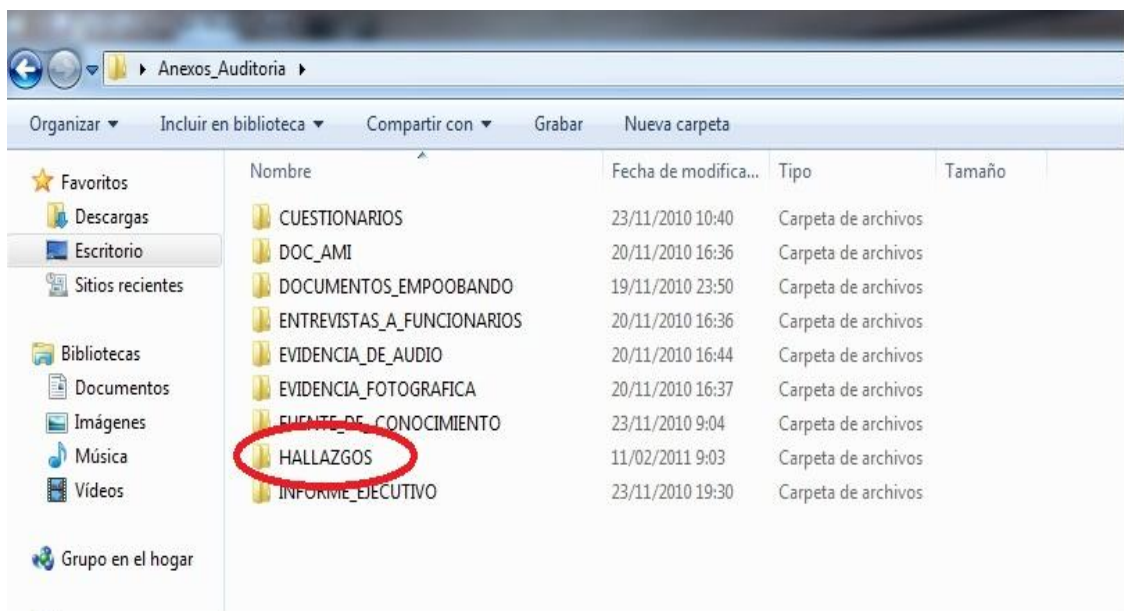 Anexos_Auditoria
Organizar Incluir en biblioteca Compartir con Grabar Nueva carpeta
Favoritos
Descargas
Escritorio
Sitios recientes
Bibliotecas
Documentos
Imágenes
Música
Vídeos
Grupo en el hogar
Nombre Fecha de modifica... Tipo Tamaño
CUESTIONARIOS 23/11/2010 10:40 Carpeta de archivos
DOC_AMI 20/11/2010 16:36 Carpeta de archivos
DOCUMENTOS_EMPOOBANDO 19/11/2010 23:50 Carpeta de archivos
ENTREVISTAS_A_FUNCIONARIOS 20/11/2010 16:36 Carpeta de archivos
EVIDENCIA_DE_AUDIO 20/11/2010 16:44 Carpeta de archivos
EVIDENCIA_FOTOGRAFICA 20/11/2010 16:37 Carpeta de archivos
FUENTE_DE_CONOCIMIENTO 23/11/2010 9:04 Carpeta de archivos
HALLAZGOS 11/02/2011 9:03 Carpeta de archivos
INFORME_EJECUTIVO 23/11/2010 19:30 Carpeta de archivos